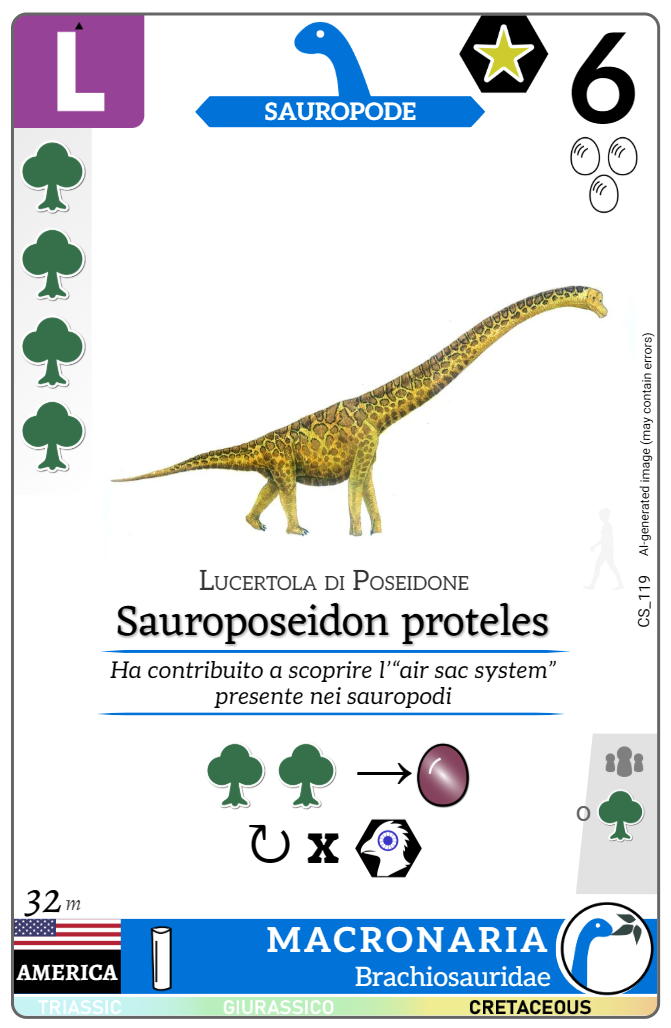 L
SAUROPODE
6
AI-generated image (may contain errors)
CS_119
Lucertola di Poseidone
Sauroposeidon proteles
Ha contribuito a scoprire l'“air sac system”
presente nei sauropodi
x
o
32 m
AMERICA
MACRONARIA
Brachiosauridae
TRIASSIC GIURASSICO CRETACEOUS